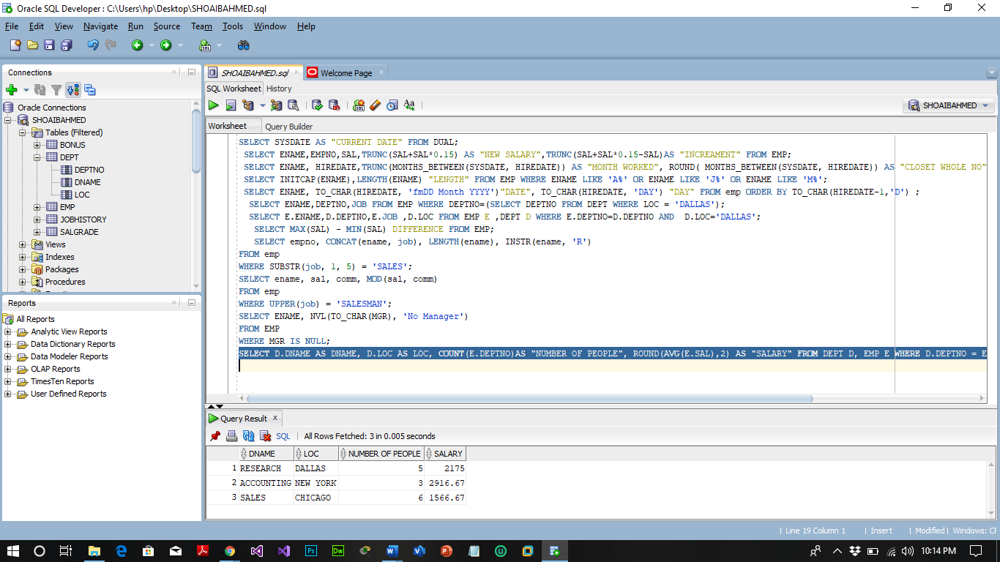 Oracle SQL Developer : C:\Users\hp\Desktop\SHOAIBAHMED.sql
File Edit View Navigate Run Source Team Tools Window Help
Connections
Oracle Connections
SHOAIBAHMED
Tables (Filtered)
BONUS
DEPT
DEPTNO
DNAME
LOC
EMP
JOBHISTORY
SALGRADE
Views
Indexes
Packages
Procedures
Reports
All Reports
Analytic View Reports
Data Dictionary Reports
Data Modeler Reports
OLAP Reports
TimesTen Reports
User Defined Reports
SHOAIBAHMED.sql Welcome Page
SQL Worksheet History
SHOAIBAHMED
Worksheet Query Builder
SELECT SYSDATE AS "CURRENT DATE" FROM DUAL;
SELECT ENAME,EMPNO,SAL,TRUNC(SAL+SAL*0.15) AS "NEW SALARY",TRUNC(SAL+SAL*0.15-SAL)AS "INCREAMENT" FROM EMP;
SELECT ENAME, HIREDATE,TRUNC(MONTHS_BETWEEN(SYSDATE, HIREDATE)) AS "MONTH WORKED", ROUND( MONTHS_BETWEEN(SYSDATE, HIREDATE)) AS "CLOSET WHOLE NO"
SELECT INITCAP(ENAME),LENGTH(ENAME) "LENGTH" FROM EMP WHERE ENAME LIKE 'A%' OR ENAME LIKE 'J%' OR ENAME LIKE 'M%';
SELECT ENAME, TO_CHAR(HIREDATE, 'fmDD Month YYYY')"DATE", TO_CHAR(HIREDATE, 'DAY') "DAY" FROM emp ORDER BY TO_CHAR(HIREDATE-1,'D') ;
SELECT ENAME,DEPTNO,JOB FROM EMP WHERE DEPTNO=(SELECT DEPTNO FROM DEPT WHERE LOC = 'DALLAS');
SELECT E.ENAME,D.DEPTNO,E.JOB ,D.LOC FROM EMP E ,DEPT D WHERE E.DEPTNO=D.DEPTNO AND D.LOC='DALLAS';
SELECT MAX(SAL) - MIN(SAL) DIFFERENCE FROM EMP;
SELECT empno, CONCAT(ename, job), LENGTH(ename), INSTR(ename, 'R')
FROM emp
WHERE SUBSTR(job, 1, 5) = 'SALES';
SELECT ename, sal, comm, MOD(sal, comm)
FROM emp
WHERE UPPER(job) = 'SALESMAN';
SELECT ENAME, NVL(TO_CHAR(MGR), 'No Manager')
FROM EMP
WHERE MGR IS NULL;
SELECT D.DNAME AS DNAME, D.LOC AS LOC, COUNT(E.DEPTNO)AS "NUMBER OF PEOPLE", ROUND(AVG(E.SAL),2) AS "SALARY" FROM DEPT D, EMP E WHERE D.DEPTNO = E
Query Result
SQL All Rows Fetched: 3 in 0.005 seconds
DNAME LOC NUMBER OF PEOPLE SALARY
1 RESEARCH DALLAS 5 2175
2 ACCOUNTING NEW YORK 3 2916.67
3 SALES CHICAGO 6 1566.67
Line 19 Column 1 Insert Modified Windows: CR
10:14 PM